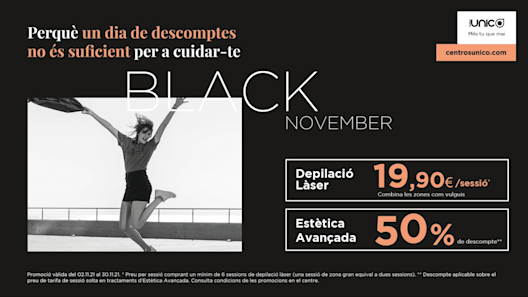 Perquè un dia de descomptes
no és suficient per a cuidar-te
UNICO
Més tu que mai
centrosunico.com
BLACK
NOVEMBER
Depilació
Làser
19,90€/sessió*
Combina les zones com vulguis
Estètica
Avançada
50% de descompte**
Promoció vàlida del 02.11.21 al 30.11.21. * Preu per sessió comprant un mínim de 6 sessions de depilació làser (una sessió de zona gran equival a dues sessions). ** Descompte aplicable sobre el
preu de tarifa de sessió solta en tractaments d'Estètica Avançada. Consulta condicions de les promocions en el centre.